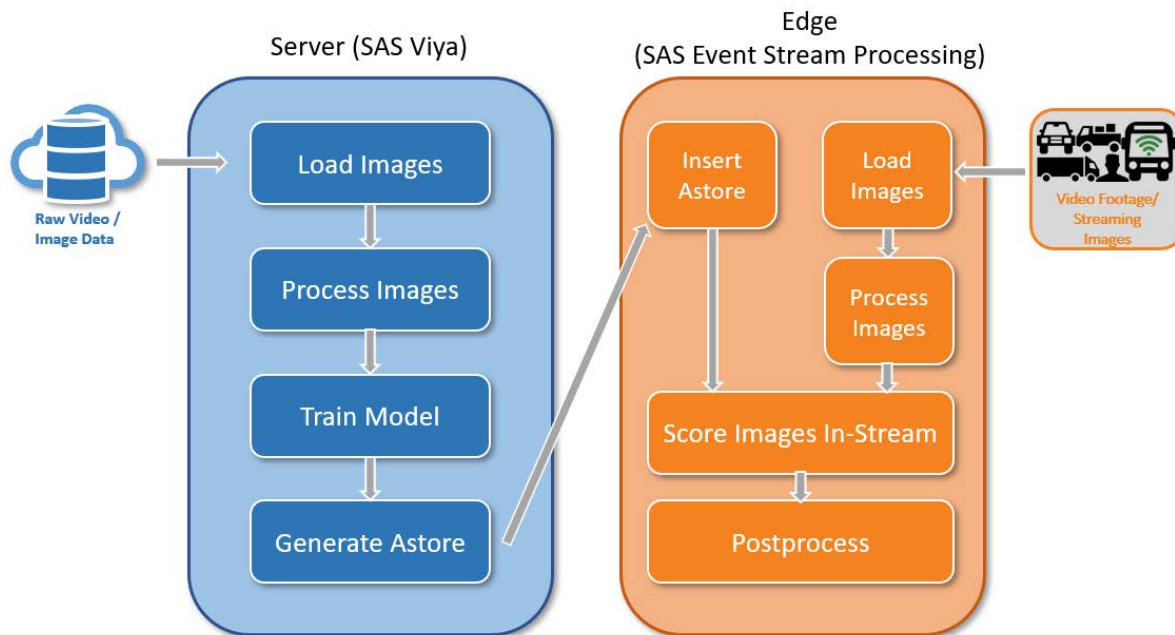 Server (SAS Viya)
Edge
(SAS Event Stream Processing)
Raw Video /
Image Data
Load Images
Process Images
Train Model
Generate Astore
Insert
Astore
Load
Images
Process
Images
Score Images In-Stream
Postprocess
Video Footage/
Streaming
Images